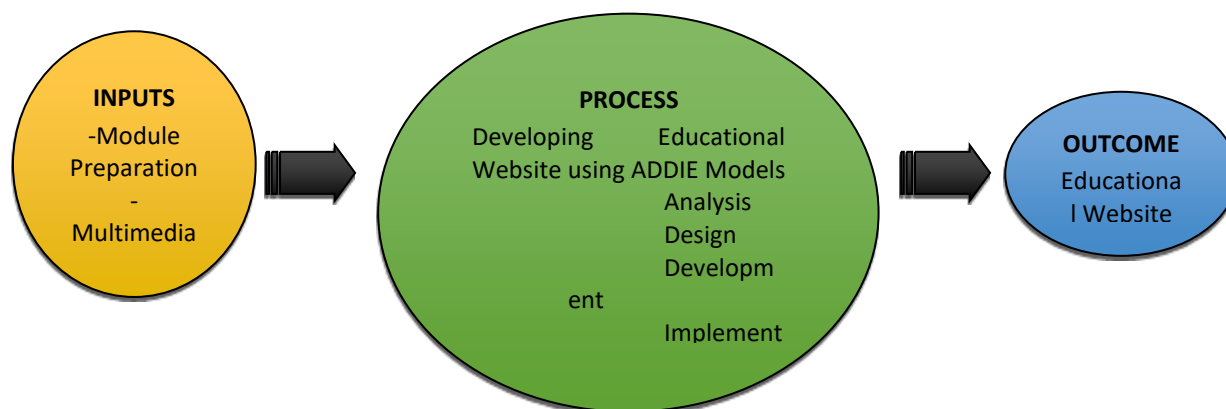 INPUTS
-Module
Preparation
-
Multimedia
PROCESS
Developing Educational
Website using ADDIE Models
Analysis
Design
Developm
ent
Implement
OUTCOME
Educationa
l Website